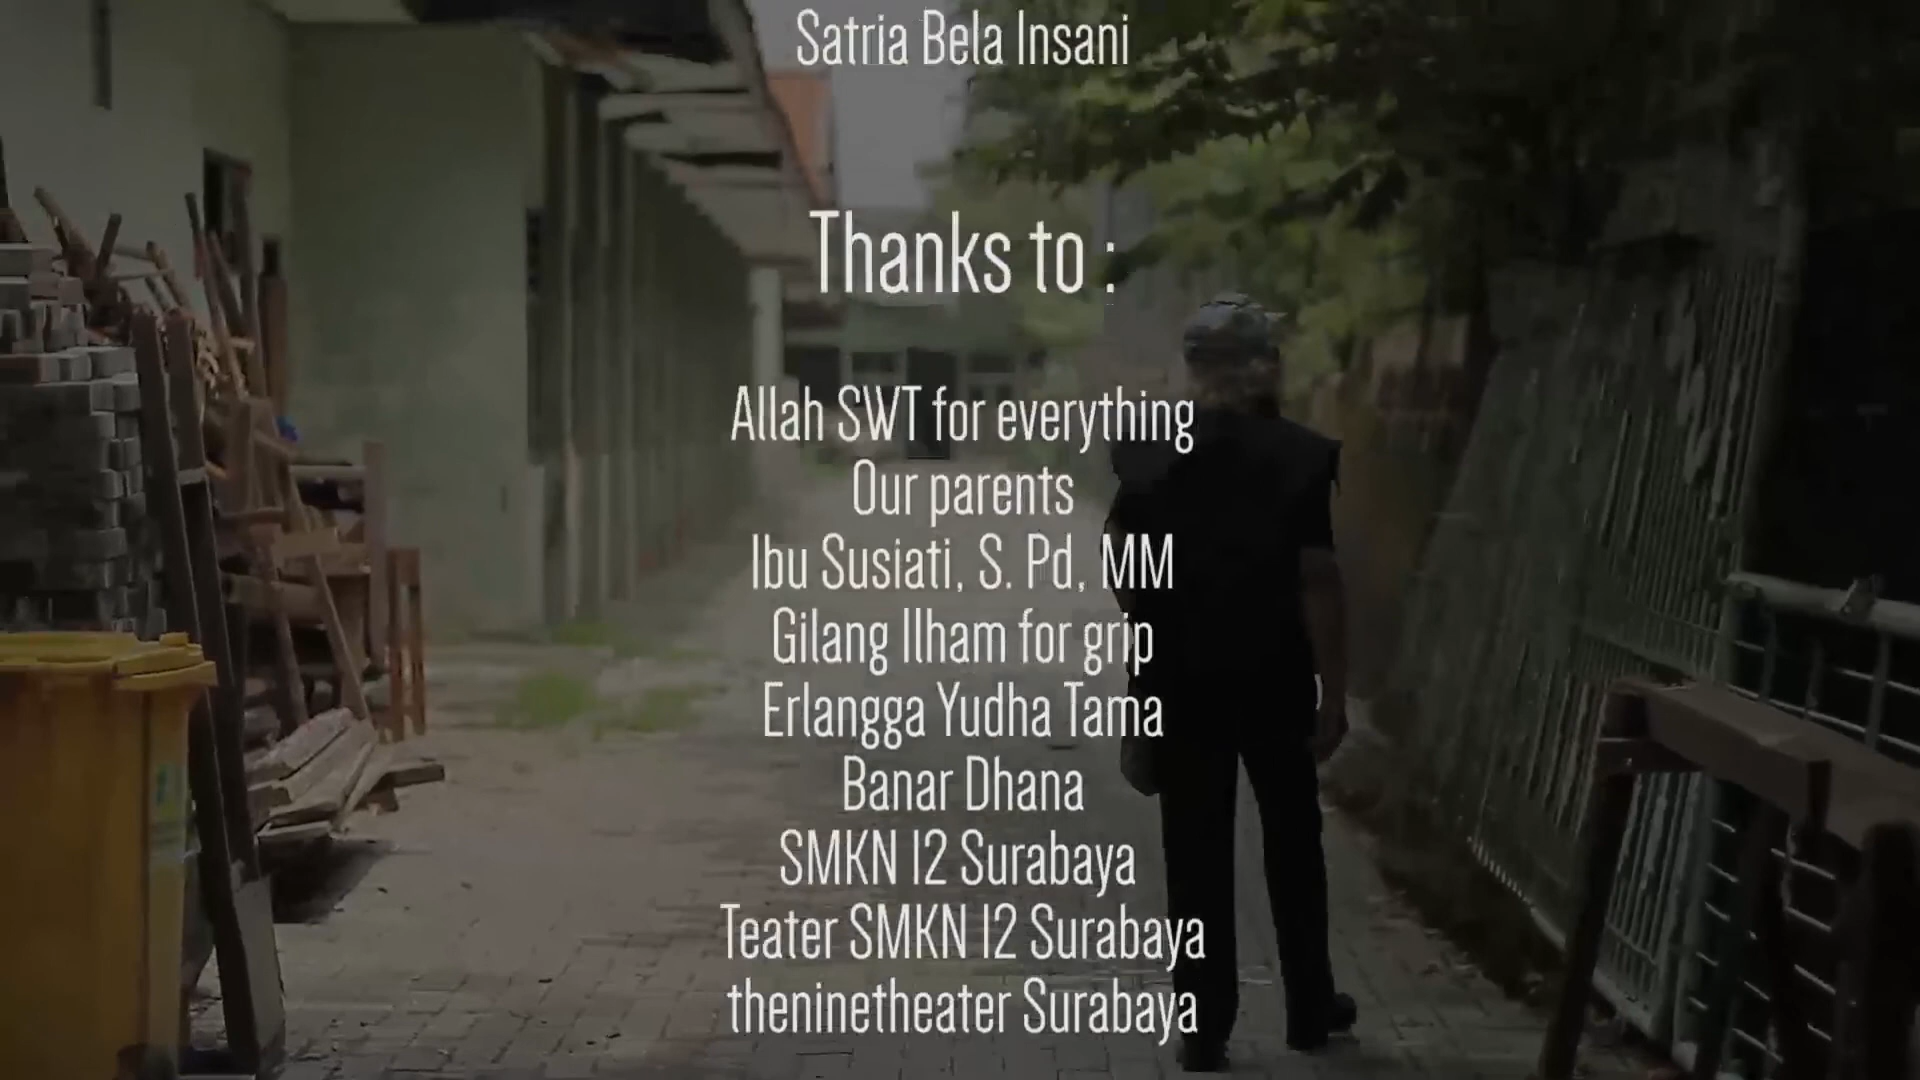 Satria Bela Insani
Thanks to :
Allah SWT for everything
Our parents
Ibu Susiati, S. Pd, MM
Gilang Ilham for grip
Erlangga Yudha Tama
Banar Dhana
SMKN 12 Surabaya
Teater SMKN 12 Surabaya
theninetheater Surabaya